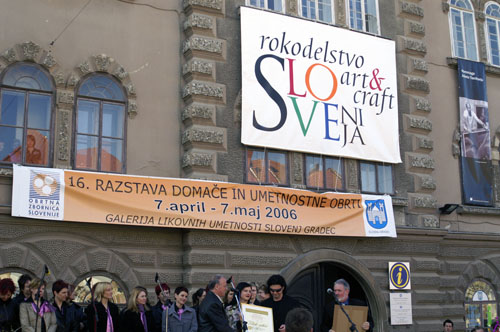 rokodelstvo
art &
craft
SLOVENIJA
16. RAZSTAVA DOMAČE IN UMETNOSTNE OBRTI
7.april - 7.maj 2006
GALERIJA LIKOVNIH UMETNOSTI SLOVENJ GRADEC
OBRTNA
ZBORNICA
SLOVENIJE
i